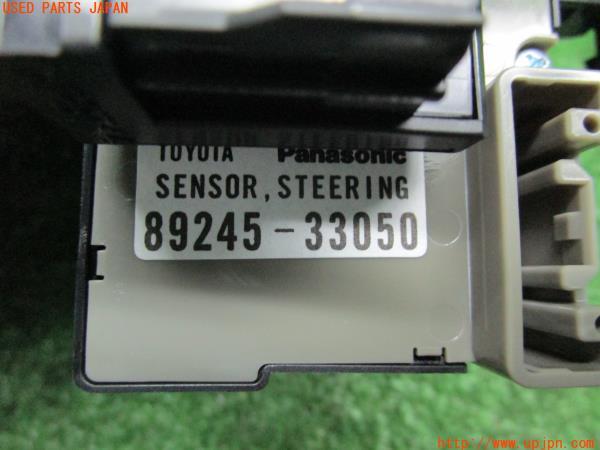 USED PARTS JAPAN
TOYOTA Panasonic
SENSOR, STEERING
89245-33050
http://www.upjpn.com/